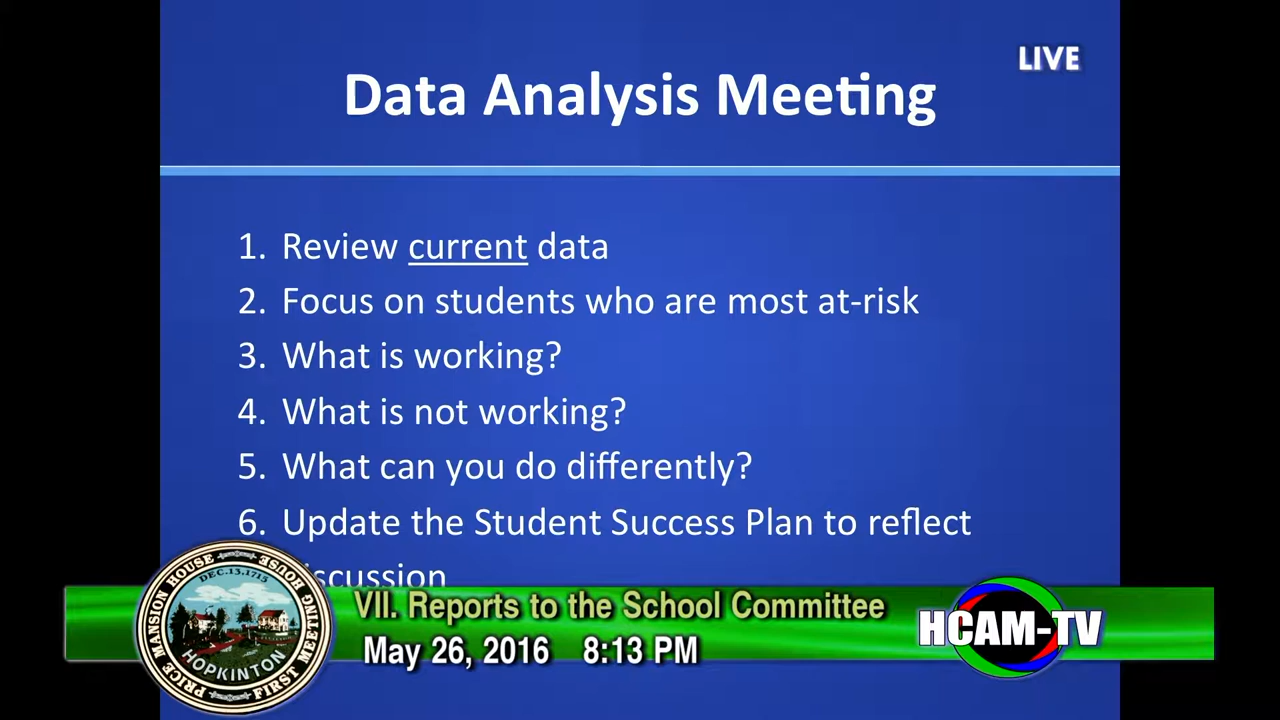 LIVE
Data Analysis Meeting
1. Review current data
2. Focus on students who are most at-risk
3. What is working?
4. What is not working?
5. What can you do differently?
6. Update the Student Success Plan to reflect
VII. Reports to the School Committee
May 26, 2016 8:13 PM
HCAM-TV
PRICE MANSION HOUSE
FIRST MEETING HOUSE
DEC.13.1715
HOPKINTON